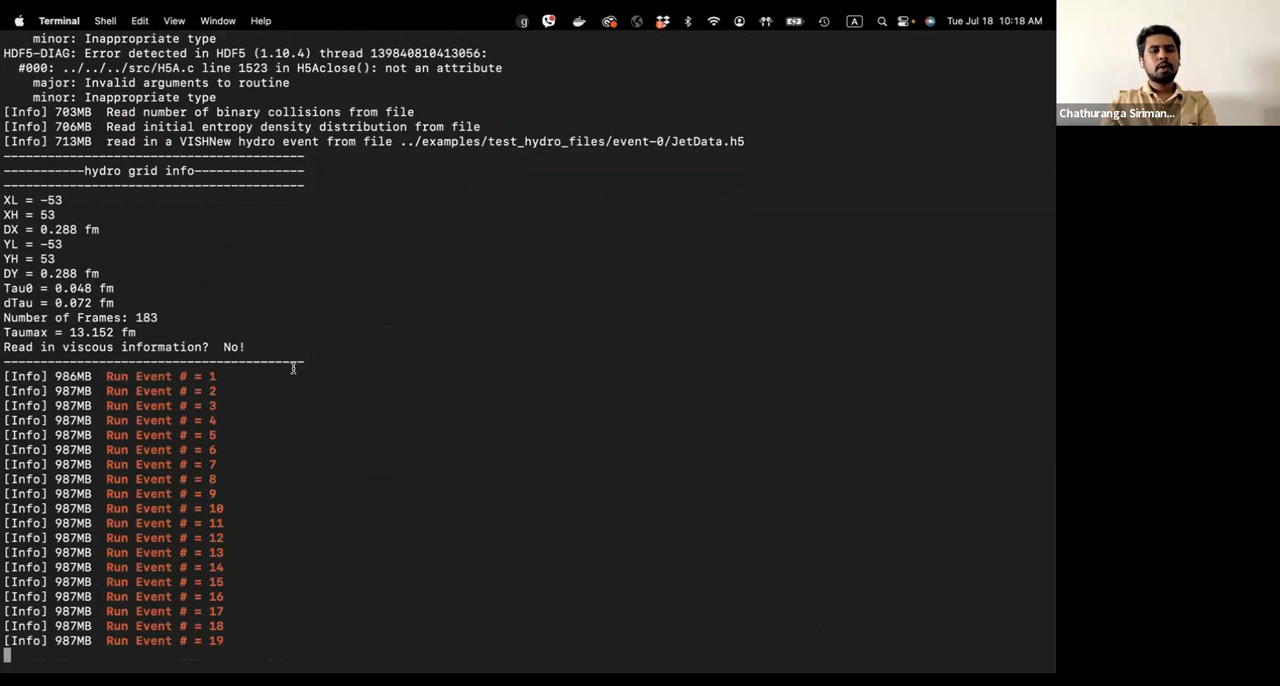 Terminal Shell Edit View Window Help
g A Tue Jul 18 10:18 AM
minor: Inappropriate type
HDF5-DIAG: Error detected in HDF5 (1.10.4) thread 139840810413056:
#000: ../../../src/H5A.c line 1523 in H5Aclose(): not an attribute
major: Invalid arguments to routine
minor: Inappropriate type
[Info] 703MB Read number of binary collisions from file
[Info] 706MB Read initial entropy density distribution from file
[Info] 713MB read in a VISHNew hydro event from file ../examples/test_hydro_files/event-0/JetData.h5
-----------------------------------------
-----------hydro grid info---------------
-----------------------------------------
XL = -53
XH = 53
DX = 0.288 fm
YL = -53
YH = 53
DY = 0.288 fm
Tau0 = 0.048 fm
dTau = 0.072 fm
Number of Frames: 183
Taumax = 13.152 fm
Read in viscous information? No!
-----------------------------------------
[Info] 986MB Run Event # = 1
[Info] 987MB Run Event # = 2
[Info] 987MB Run Event # = 3
[Info] 987MB Run Event # = 4
[Info] 987MB Run Event # = 5
[Info] 987MB Run Event # = 6
[Info] 987MB Run Event # = 7
[Info] 987MB Run Event # = 8
[Info] 987MB Run Event # = 9
[Info] 987MB Run Event # = 10
[Info] 987MB Run Event # = 11
[Info] 987MB Run Event # = 12
[Info] 987MB Run Event # = 13
[Info] 987MB Run Event # = 14
[Info] 987MB Run Event # = 15
[Info] 987MB Run Event # = 16
[Info] 987MB Run Event # = 17
[Info] 987MB Run Event # = 18
[Info] 987MB Run Event # = 19
Chathuranga Siriman...